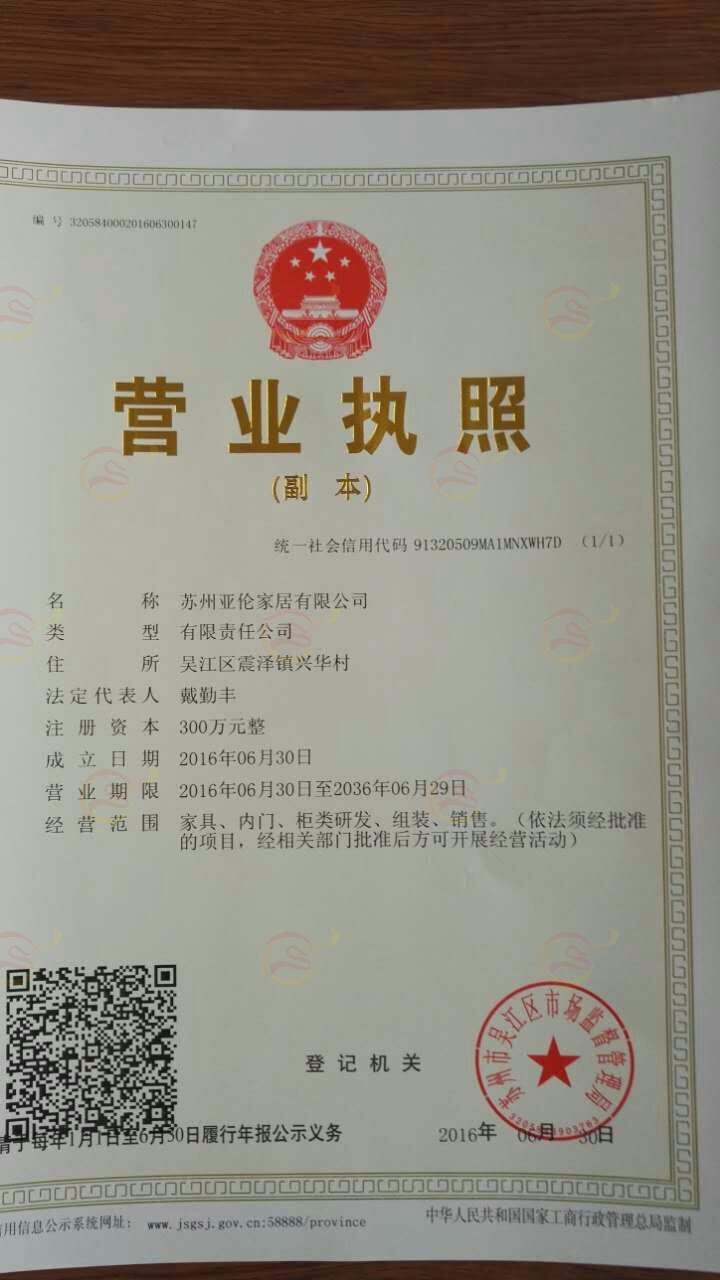 编 号 320584000201606300147
营业执照
(副 本)
统一社会信用代码 91320509MA1MNXWH7D (1/1)
名 称 苏州亚伦家居有限公司
类 型 有限责任公司
住 所 吴江区震泽镇兴华村
法定代表人 戴勤丰
注册资本 300万元整
成立日期 2016年06月30日
营业期限 2016年06月30日至2036年06月29日
经营范围 家具、内门、柜类研发、组装、销售。(依法须经批准
的项目,经相关部门批准后方可开展经营活动)
苏州市吴江区市场监督管理局
登记机关
请于每年1月1日至6月30日履行年报公示义务
2016年 06月 30日
信用信息公示系统网址: www.jsgsj.gov.cn:58888/province
中华人民共和国国家工商行政管理总局监制